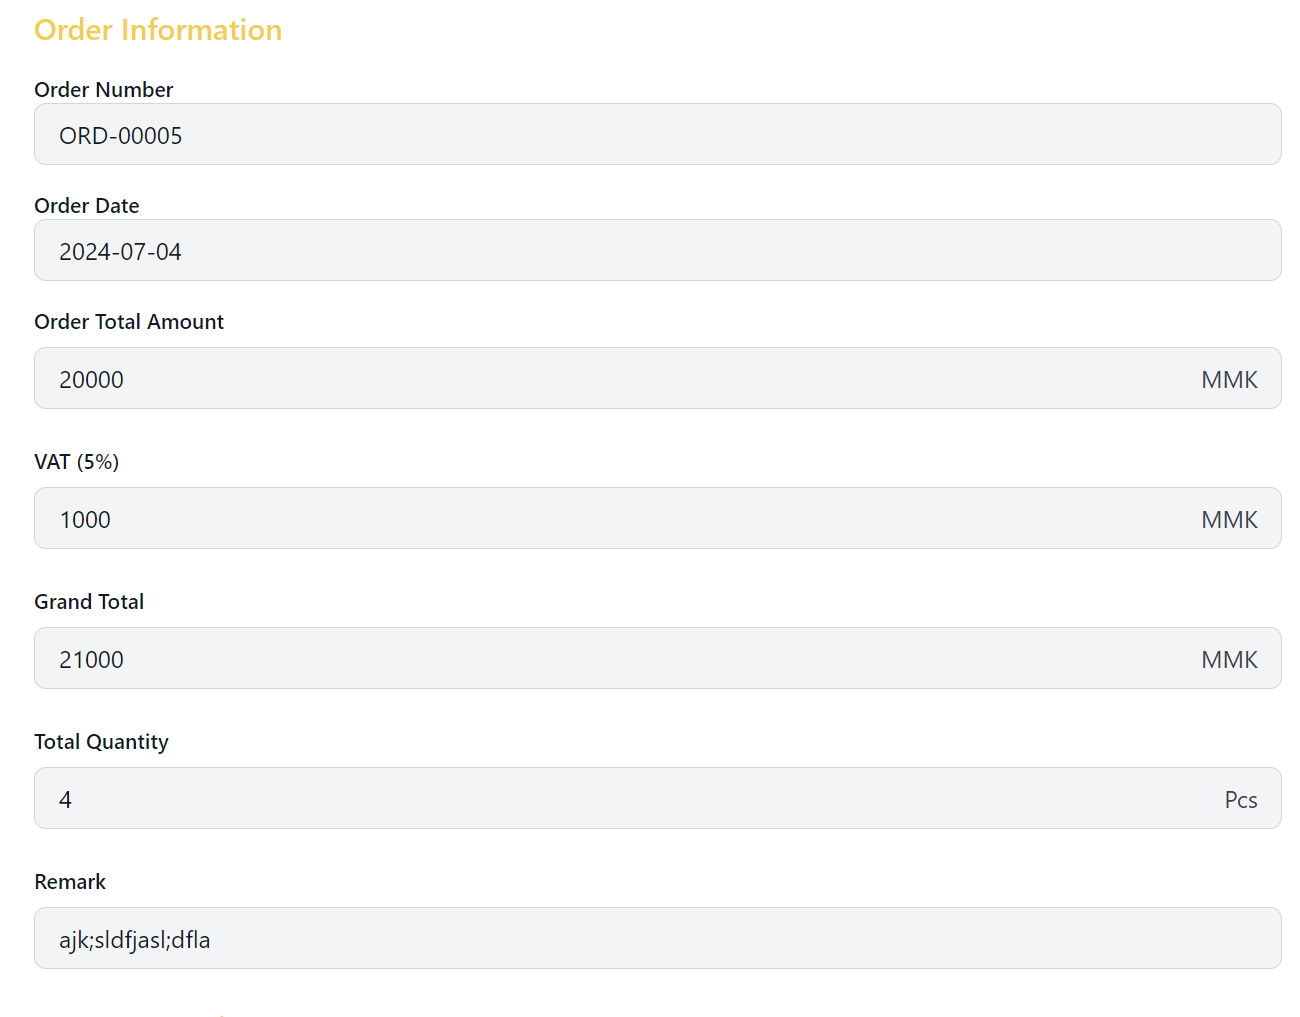 Order Information
Order Number
ORD-00005
Order Date
2024-07-04
Order Total Amount
20000 MMK
VAT (5%)
1000 MMK
Grand Total
21000 MMK
Total Quantity
4 Pcs
Remark
ajk;sldfjasl;dfla